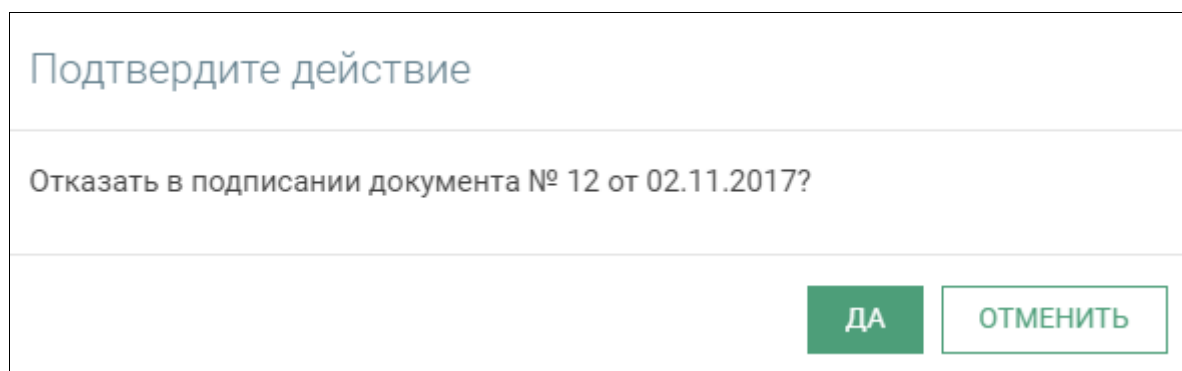 Подтвердите действие
Отказать в подписании документа № 12 от 02.11.2017?
ДА ОТМЕНИТЬ